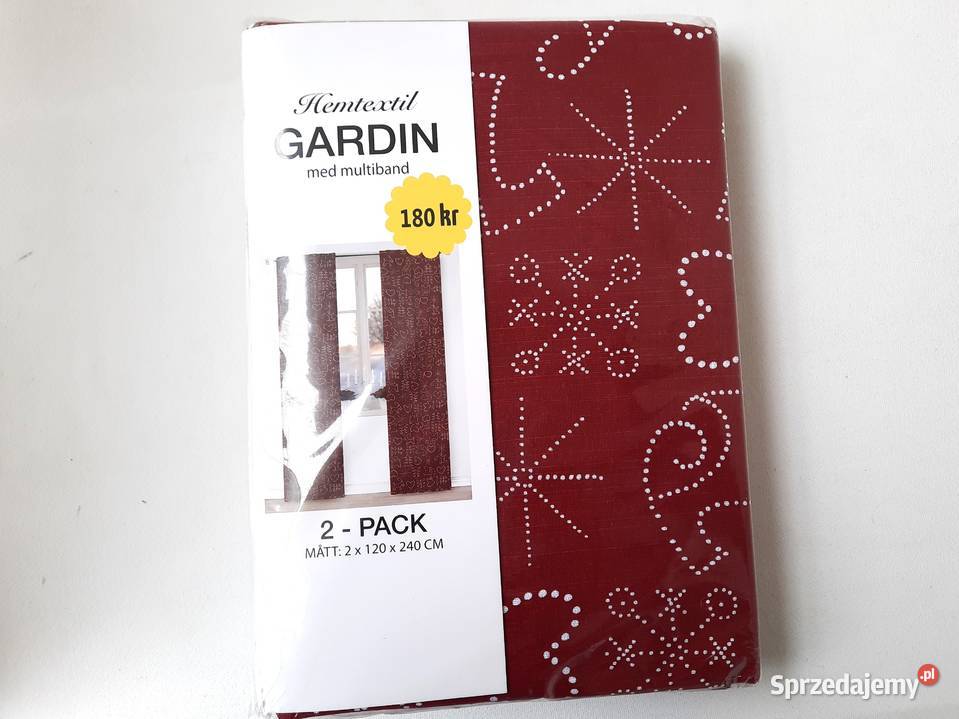 Hemtextil
GARDIN
med multiband
180 kr
2 - PACK
MÅTT: 2 x 120 x 240 CM
Sprzedajemy.pl